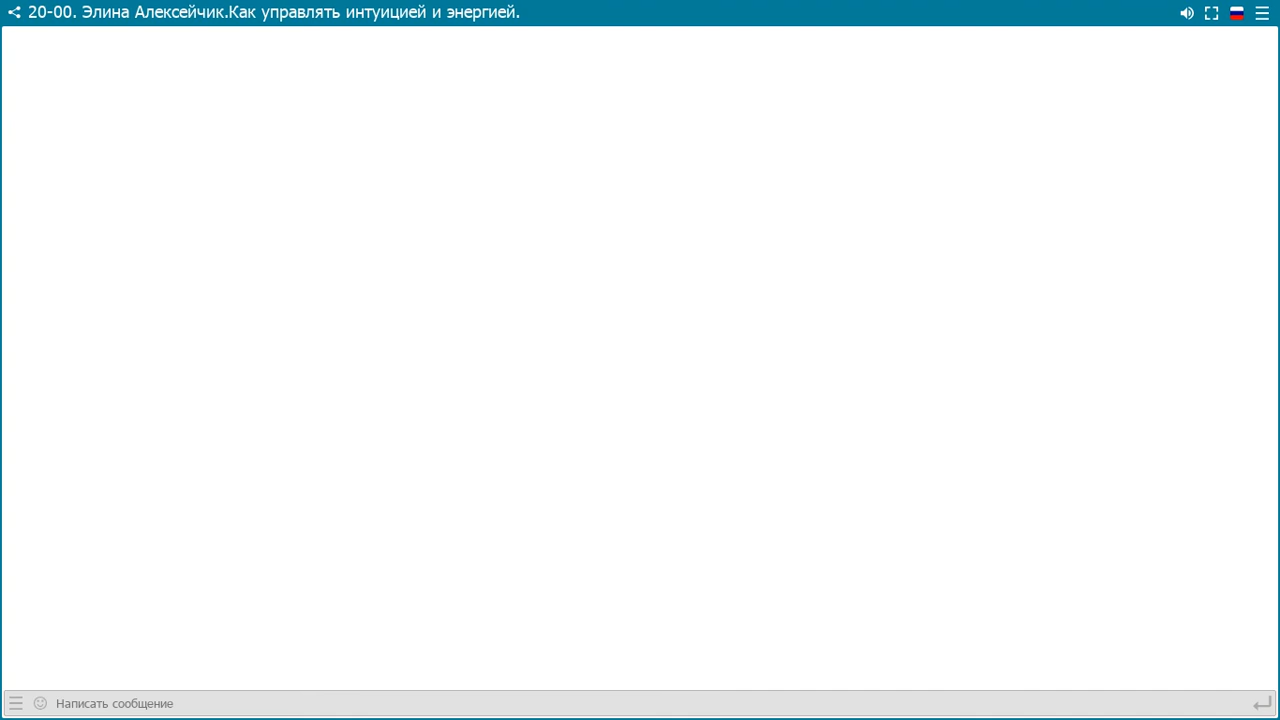 20-00. Элина Алексейчик.Как управлять интуицией и энергией.
Написать сообщение